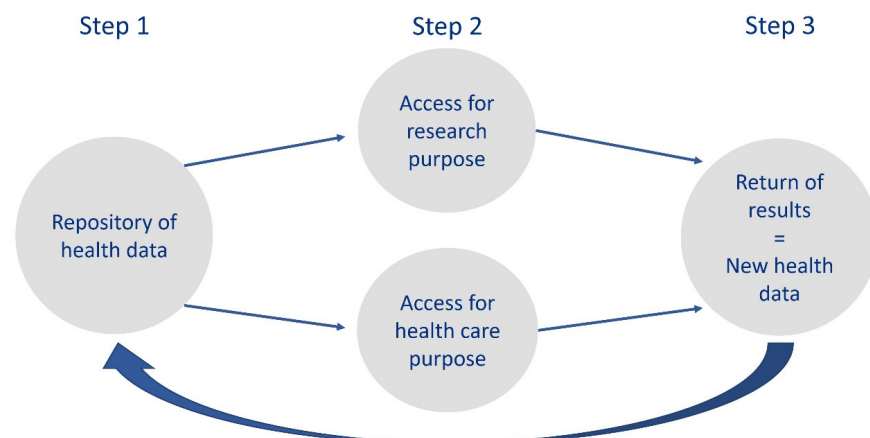 Step 1
Step 2
Step 3
Repository of
health data
Access for
research
purpose
Access for
health care
purpose
Return of
results
=
New health
data